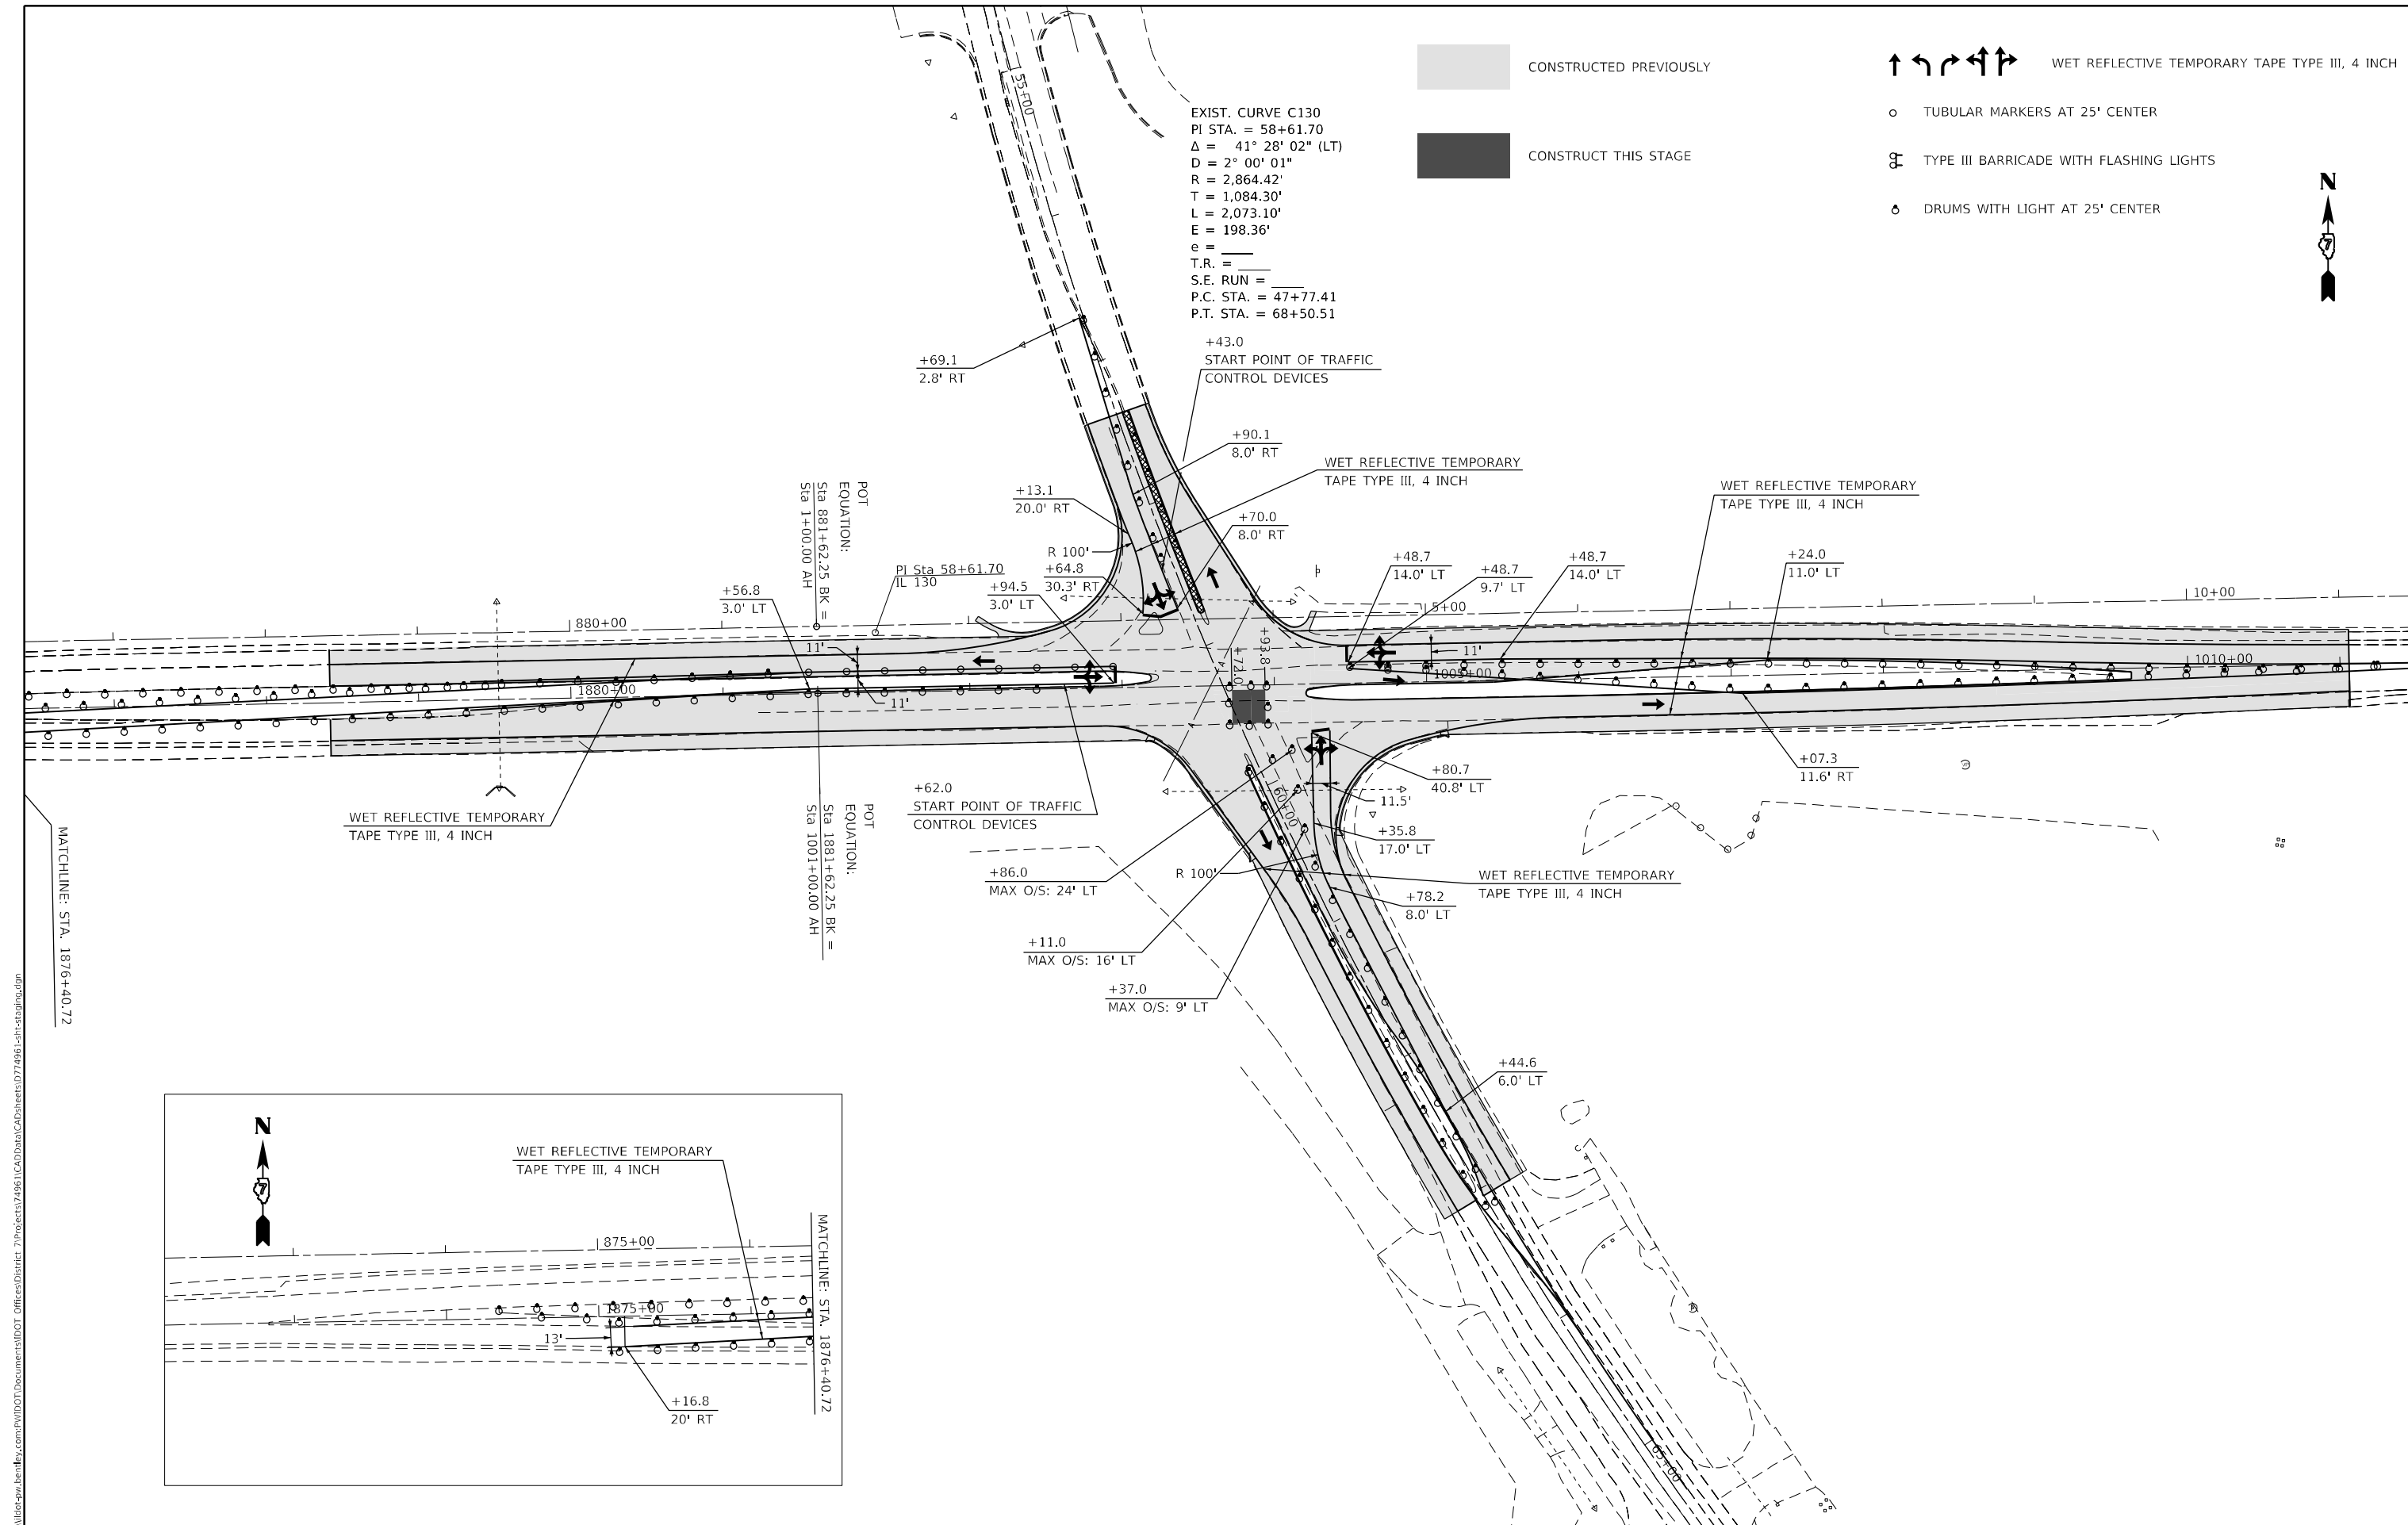 CONSTRUCTED PREVIOUSLY
CONSTRUCT THIS STAGE
WET REFLECTIVE TEMPORARY TAPE TYPE III, 4 INCH
TUBULAR MARKERS AT 25' CENTER
TYPE III BARRICADE WITH FLASHING LIGHTS
DRUMS WITH LIGHT AT 25' CENTER
N
7
55+00
EXIST. CURVE C130
PI STA. = 58+61.70
Δ = 41° 28' 02" (LT)
D = 2° 00' 01"
R = 2,864.42'
T = 1,084.30'
L = 2,073.10'
E = 198.36'
e = ____
T.R. = ____
S.E. RUN = ____
P.C. STA. = 47+77.41
P.T. STA. = 68+50.51
+43.0
START POINT OF TRAFFIC
CONTROL DEVICES
+69.1
2.8' RT
+90.1
8.0' RT
WET REFLECTIVE TEMPORARY
TAPE TYPE III, 4 INCH
WET REFLECTIVE TEMPORARY
TAPE TYPE III, 4 INCH
+13.1
20.0' RT
+70.0
8.0' RT
R 100'
+64.8
30.3' RT
+94.5
3.0' LT
PI Sta 58+61.70
IL 130
POT
EQUATION:
Sta 881+62.25 BK =
Sta 1+00.00 AH
+56.8
3.0' LT
+48.7
14.0' LT
+48.7
9.7' LT
+48.7
14.0' LT
+24.0
11.0' LT
880+00
5+00
10+00
11'
11'
11'
1880+00
1005+00
1010+00
+72.0
+93.8
+07.3
11.6' RT
+80.7
40.8' LT
11.5'
60+00
+35.8
17.0' LT
R 100'
WET REFLECTIVE TEMPORARY
TAPE TYPE III, 4 INCH
+78.2
8.0' LT
+62.0
START POINT OF TRAFFIC
CONTROL DEVICES
WET REFLECTIVE TEMPORARY
TAPE TYPE III, 4 INCH
POT
EQUATION:
Sta 1881+62.25 BK =
Sta 1001+00.00 AH
MATCHLINE: STA. 1876+40.72
+86.0
MAX O/S: 24' LT
+11.0
MAX O/S: 16' LT
+37.0
MAX O/S: 9' LT
+44.6
6.0' LT
65+00
N
7
WET REFLECTIVE TEMPORARY
TAPE TYPE III, 4 INCH
875+00
1875+00
13'
+16.8
20' RT
MATCHLINE: STA. 1876+40.72